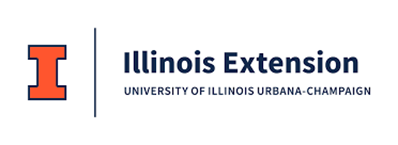 I
Illinois Extension
UNIVERSITY OF ILLINOIS URBANA-CHAMPAIGN